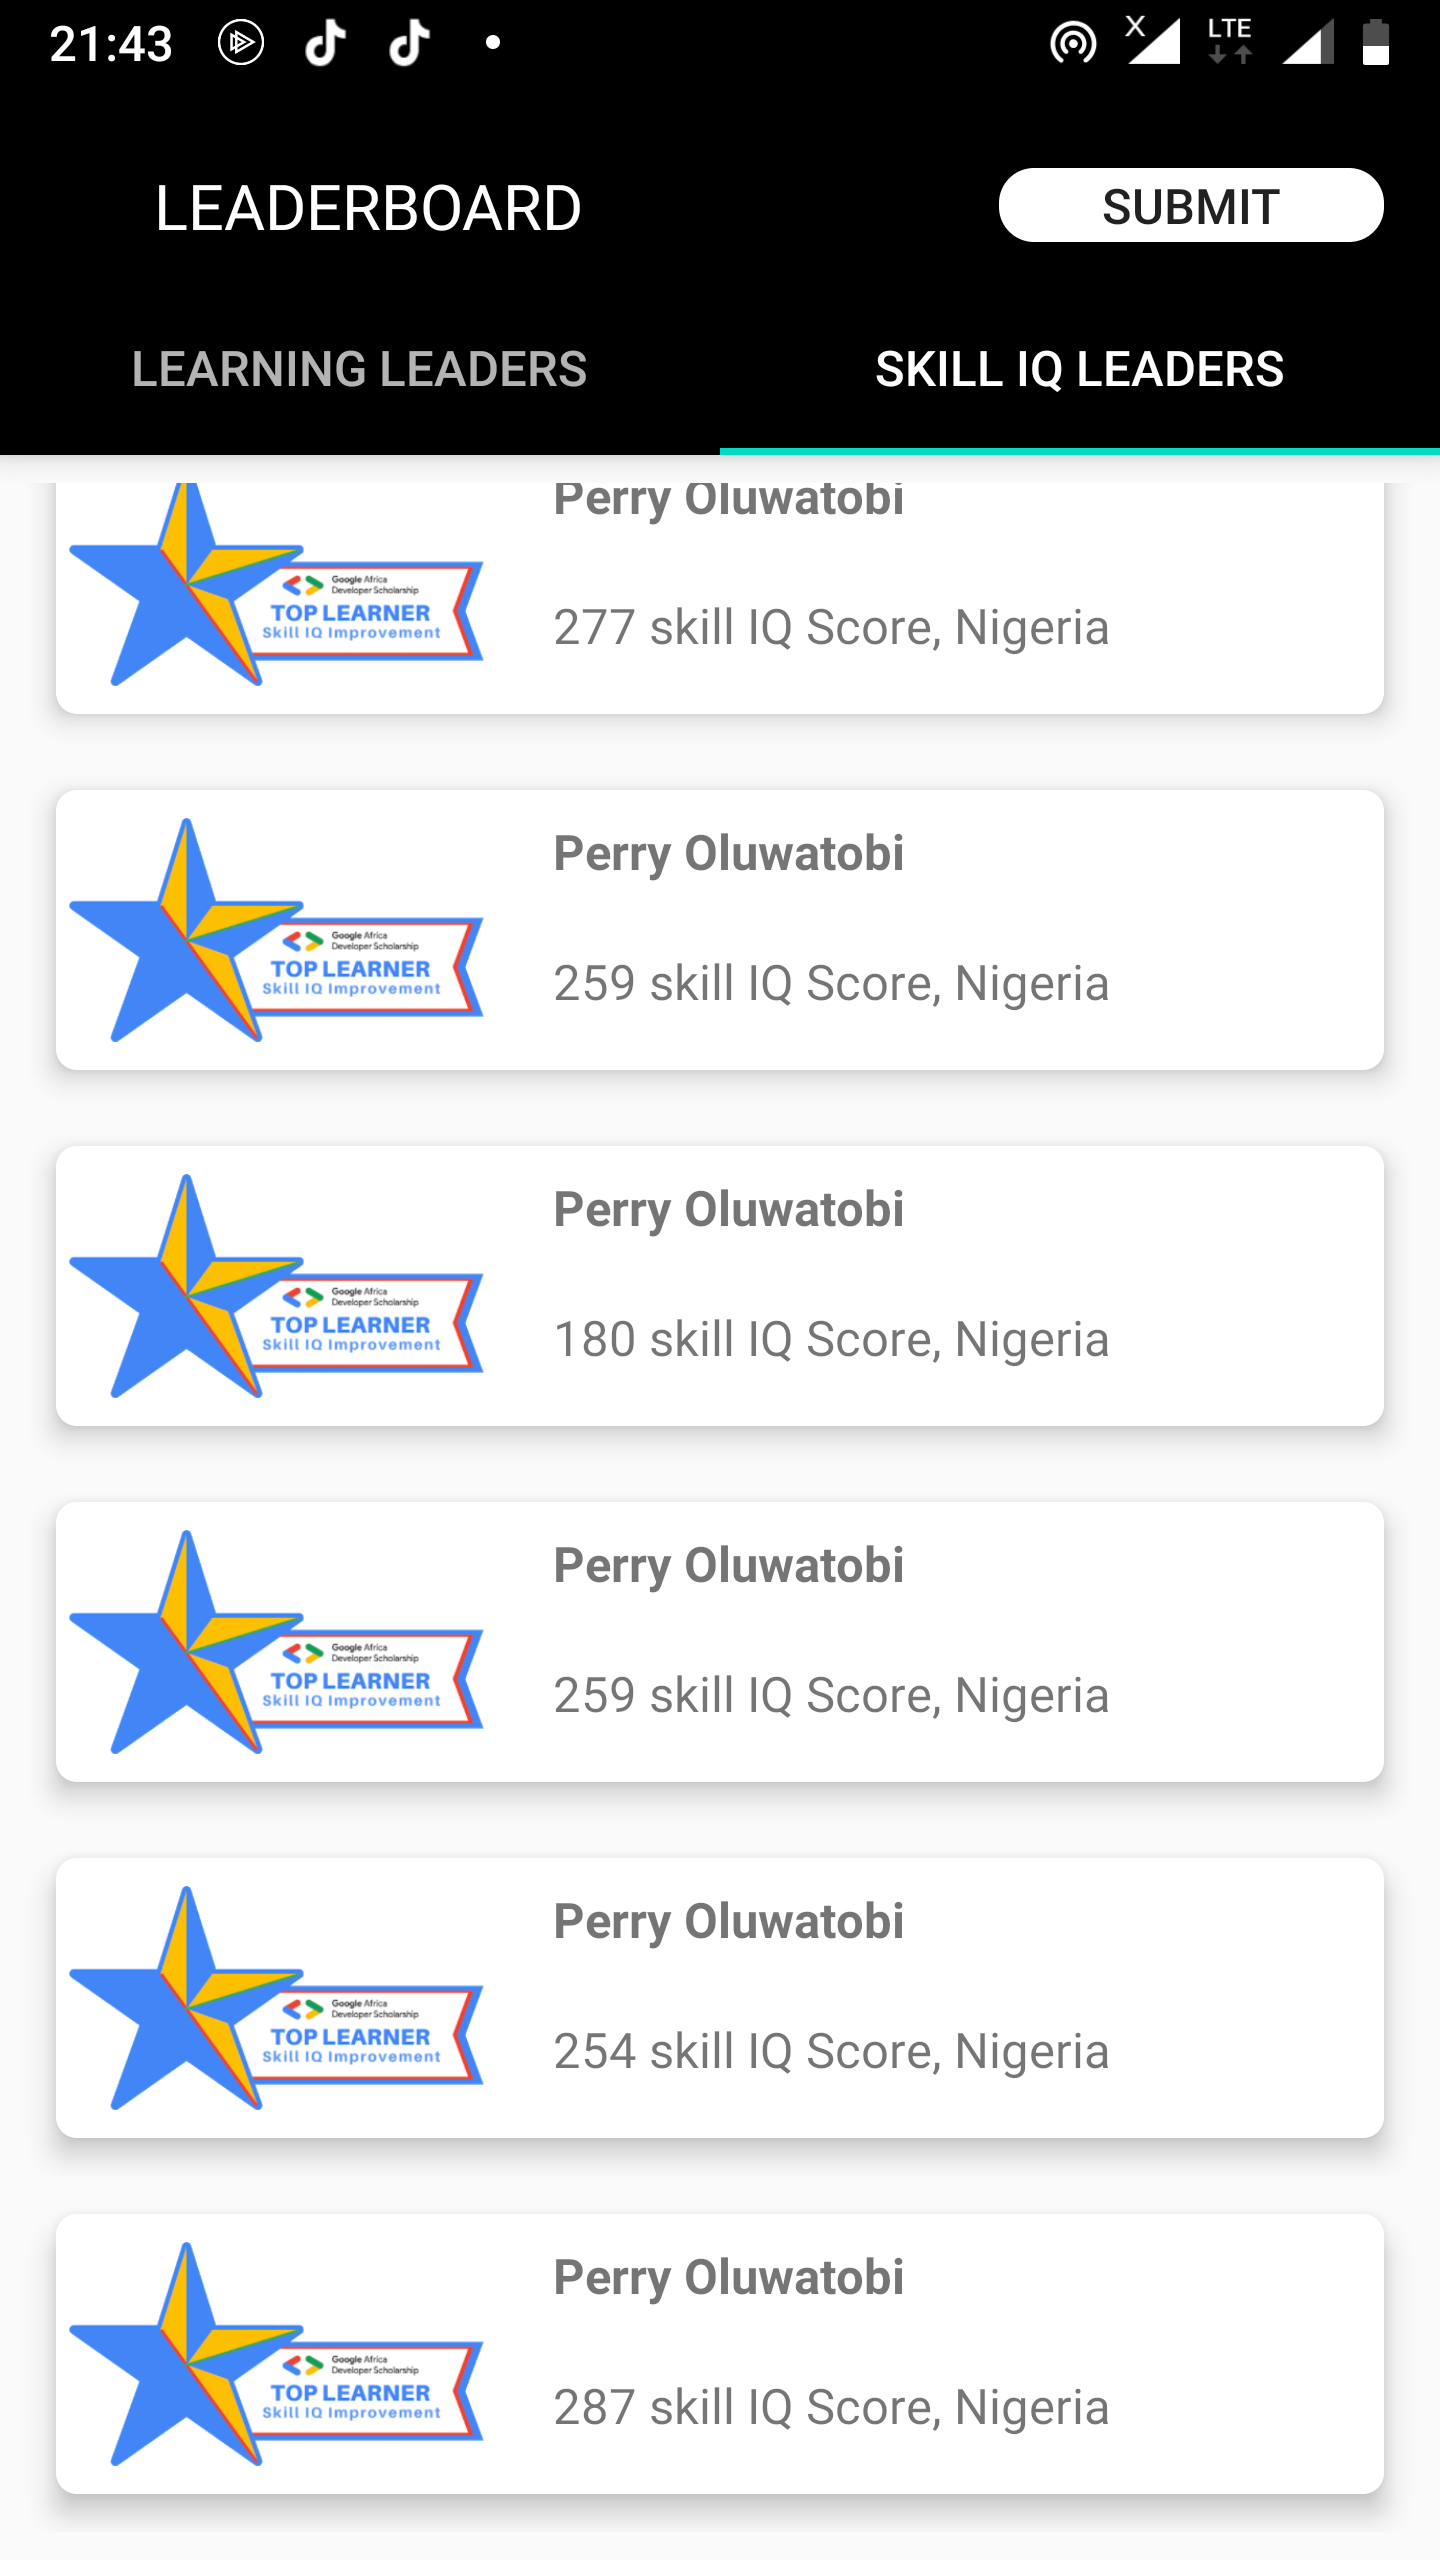 21:43
X
LTE
LEADERBOARD
SUBMIT
LEARNING LEADERS
SKILL IQ LEADERS
Perry Oluwatobi
Google Africa
Developer Scholarship
TOP LEARNER
Skill IQ Improvement
277 skill IQ Score, Nigeria
Perry Oluwatobi
Google Africa
Developer Scholarship
TOP LEARNER
Skill IQ Improvement
259 skill IQ Score, Nigeria
Perry Oluwatobi
Google Africa
Developer Scholarship
TOP LEARNER
Skill IQ Improvement
180 skill IQ Score, Nigeria
Perry Oluwatobi
Google Africa
Developer Scholarship
TOP LEARNER
Skill IQ Improvement
259 skill IQ Score, Nigeria
Perry Oluwatobi
Google Africa
Developer Scholarship
TOP LEARNER
Skill IQ Improvement
254 skill IQ Score, Nigeria
Perry Oluwatobi
Google Africa
Developer Scholarship
TOP LEARNER
Skill IQ Improvement
287 skill IQ Score, Nigeria